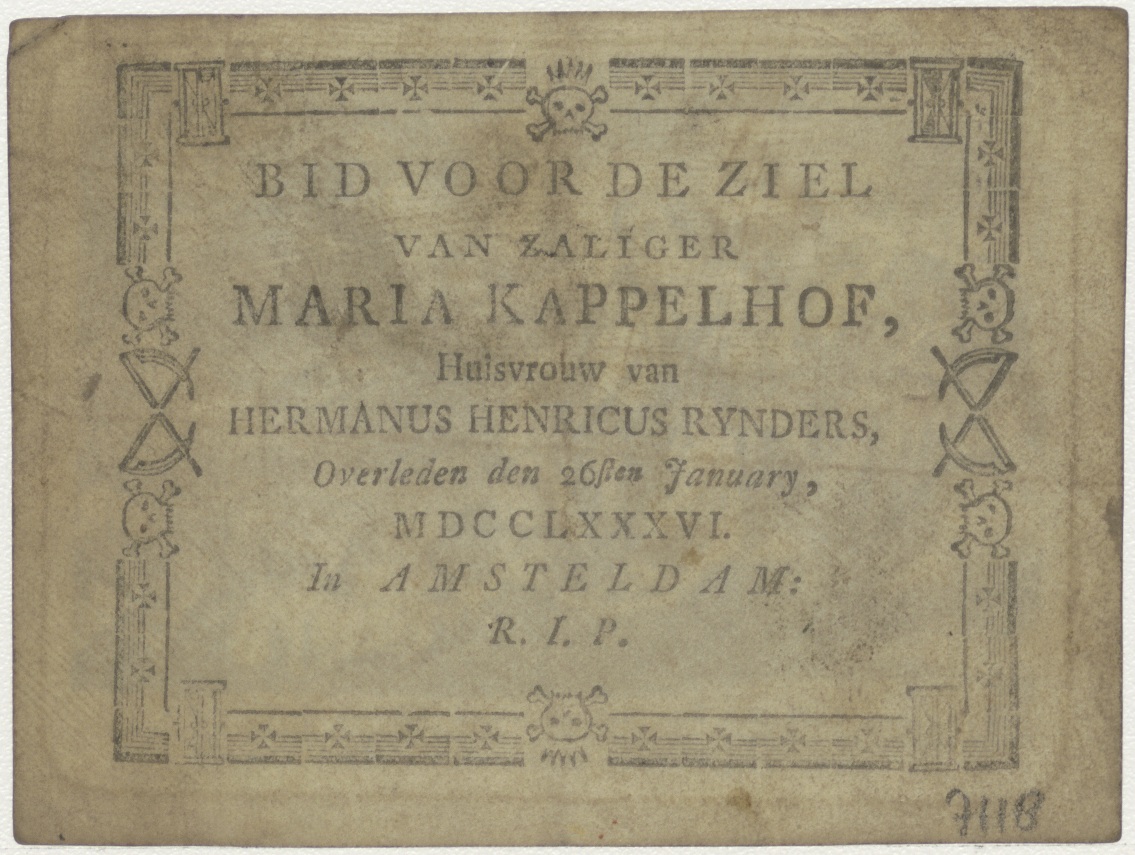 BID VOOR DE ZIEL
VAN ZALIGER
MARIA KAPPELHOF,
Huisvrouw van
HERMANUS HENRICUS RYNDERS,
Overleden den 26ſten January,
MDCCLXXXVI.
In AMSTELDAM:
R. I. P.